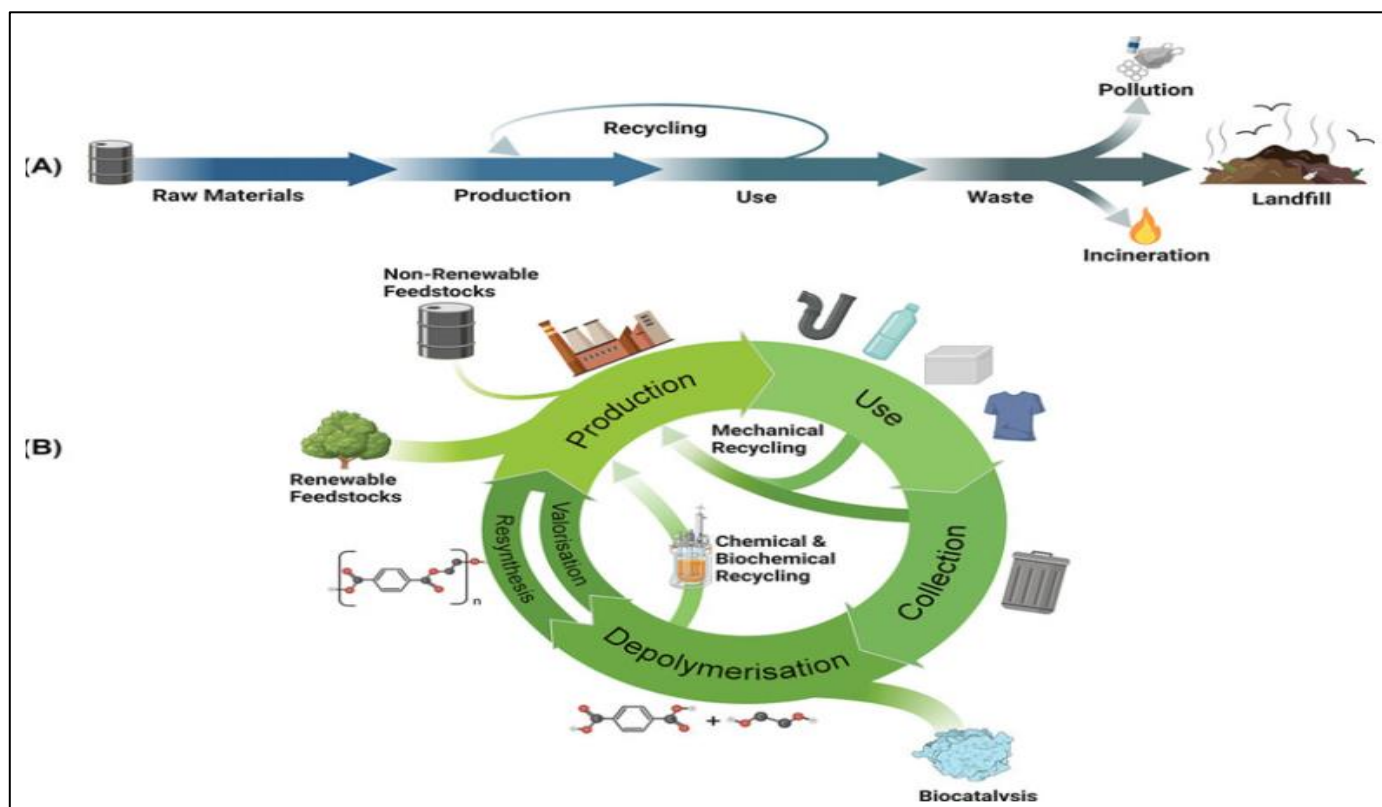 Pollution
Recycling
(A)
Raw Materials
Production
Use
Waste
Landfill
Incineration
Non-Renewable
Feedstocks
Production
Use
Mechanical
Recycling
(B)
Renewable
Feedstocks
Resynthesis
Valorisation
Chemical &
Biochemical
Recycling
Collection
n
Depolymerisation
+
Biocatalysis